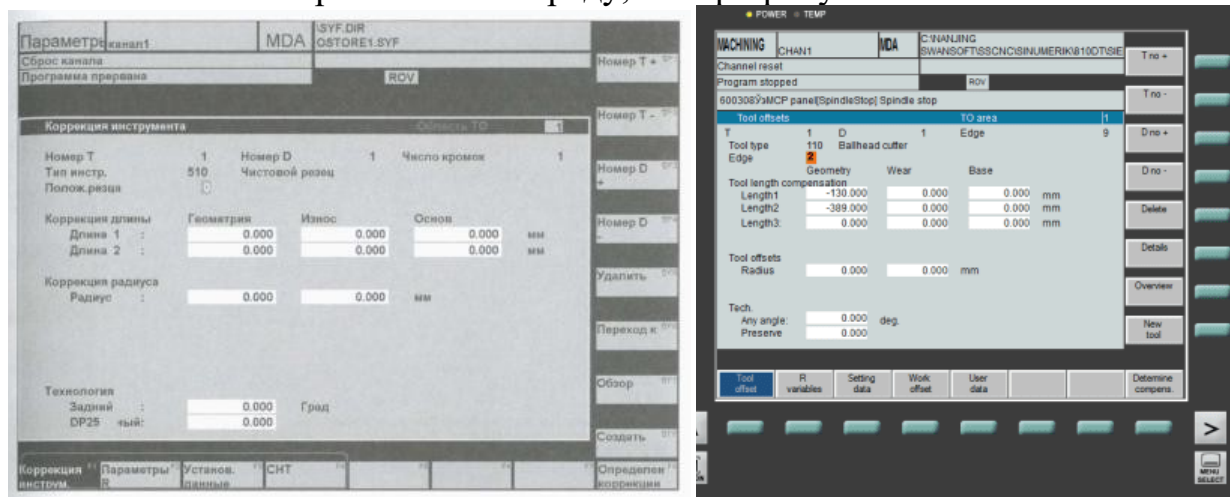 Параметры канал1
MDA
\SYF.DIR
OSTORE1.SYF
Сброс канала
Программа прервана
ROV
Коррекция инструмента
Область ТО
1
Номер Т 1 Номер D 1 Число кромок 1
Тип инстр. 510 Чистовой резец
Полож.резца
Коррекция длины Геометрия Износ Основ
Длина 1 : 0.000 0.000 0.000 мм
Длина 2 : 0.000 0.000 0.000 мм
Коррекция радиуса
Радиус : 0.000 0.000 мм
Технология
Задний : 0.000 Град
DP25 чый: 0.000
Номер Т +
Номер Т -
Номер D
+
Номер D
-
Удалить
Переход к
Обзор
Создать
Коррекция
инструм.
Параметры
R
Установ.
данные
СНТ
Определен
коррекции
POWER TEMP
MACHINING
CHAN1
MDA
C:\NANJING
SWANSOFT\SSCNC\SINUMERIK\810DT\SIE
Channel reset
Program stopped
ROV
MCP panel[SpindleStop] Spindle stop
Tool offsets TO area 1
T 1 D 1 Edge 9
Tool type 110 Ballhead cutter
Edge 2
Geometry Wear Base
Tool length compensation
Length1 -130.000 0.000 0.000 mm
Length2 -389.000 0.000 0.000 mm
Length3: 0.000 0.000 0.000 mm
Tool offsets
Radius 0.000 0.000 mm
Tech.
Any angle: 0.000 deg.
Preserve 0.000
T no +
T no -
D no +
D no -
Delete
Details
Overview
New
tool
Tool
offset
R
variables
Setting
data
Work
offset
User
data
Determine
compens.
>
MENU
SELECT